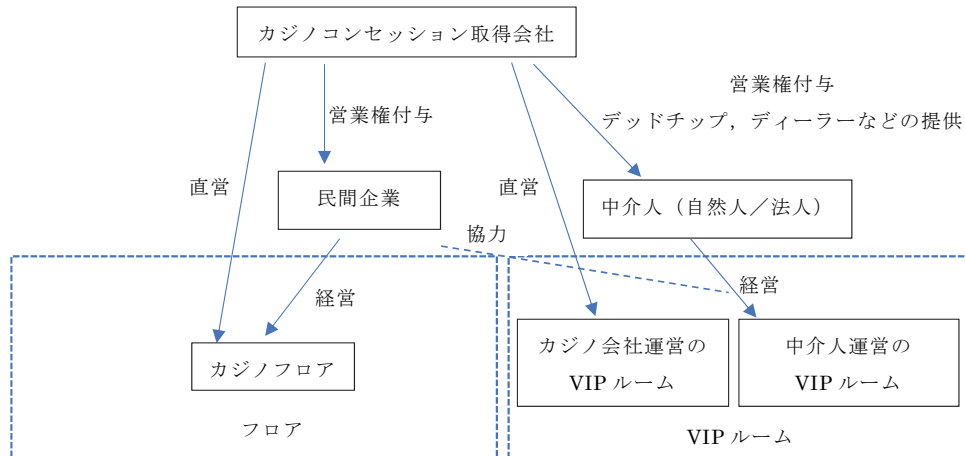 カジノコンセッション取得会社
営業権付与
デッドチップ，ディーラーなどの提供
営業権付与
直営
民間企業
直営
中介人（自然人／法人）
協力
経営
経営
カジノフロア
カジノ会社運営の
VIP ルーム
中介人運営の
VIP ルーム
フロア
VIP ルーム